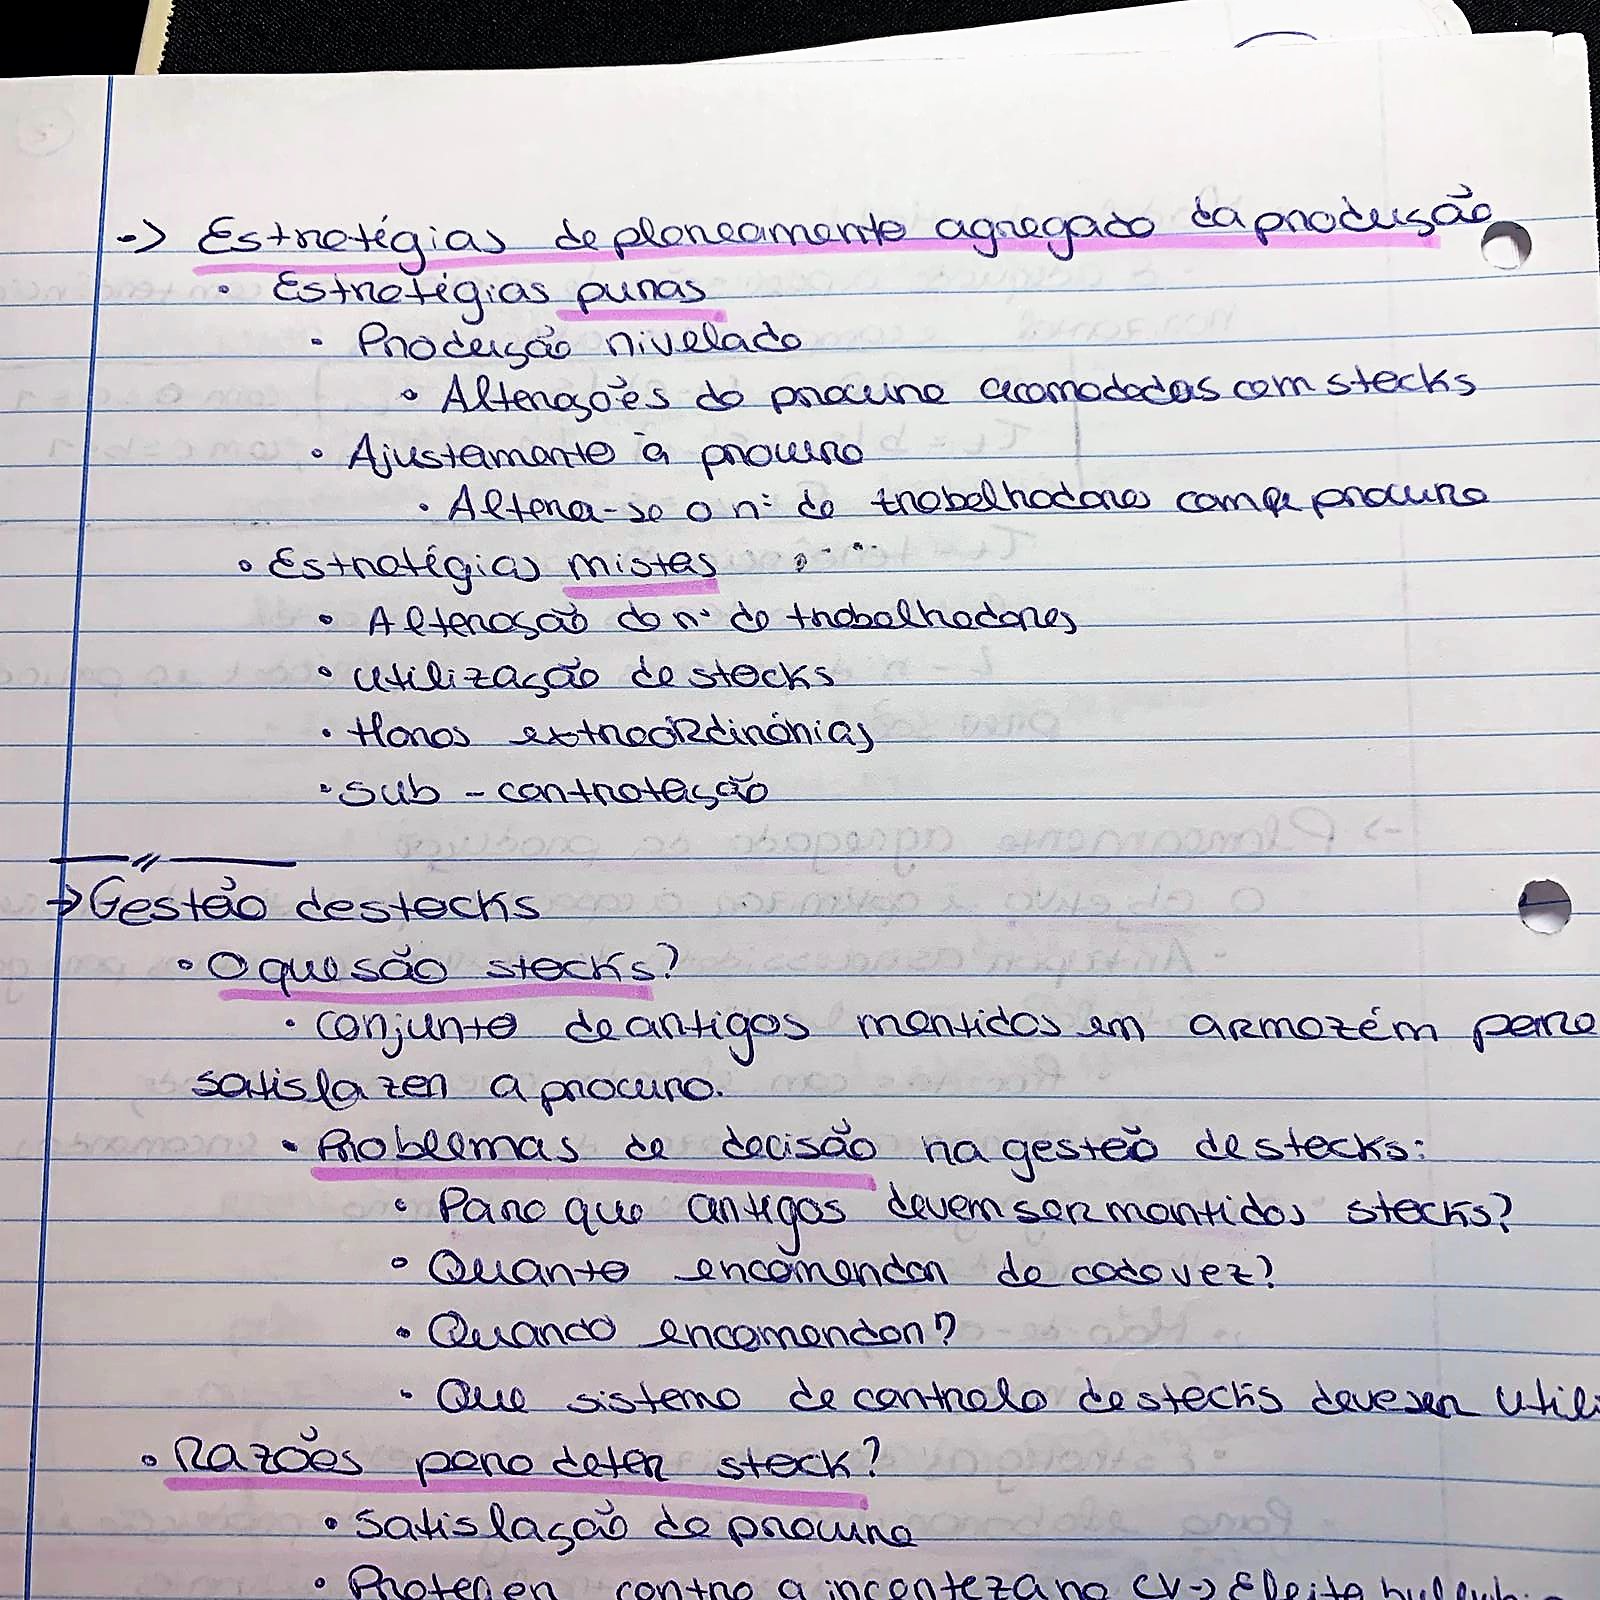 -> Estratégias de planeamento agregado da produção
• Estratégias puras
• Produção nivelada
• Alterações da procura acomodadas com stocks
• Ajustamento à procura
• Altera-se o nº de trabalhadores com a procura
• Estratégias mistas
• Alteração do nº de trabalhadores
• Utilização de stocks
• Horas extraordinárias
• Sub-contratação
-> Gestão de stocks
• O que são stocks?
• Conjunto de artigos mantidos em armazém para
satisfazer a procura.
• Problemas de decisão na gestão de stocks:
• Para que artigos devem ser mantidos stocks?
• Quanto encomendar de cada vez?
• Quando encomendar?
• Que sistema de controlo de stocks deve ser utili
• Razões para deter stock?
• Satisfação da procura
• Proteger contra a incerteza na CV -> Efeito bullwhi